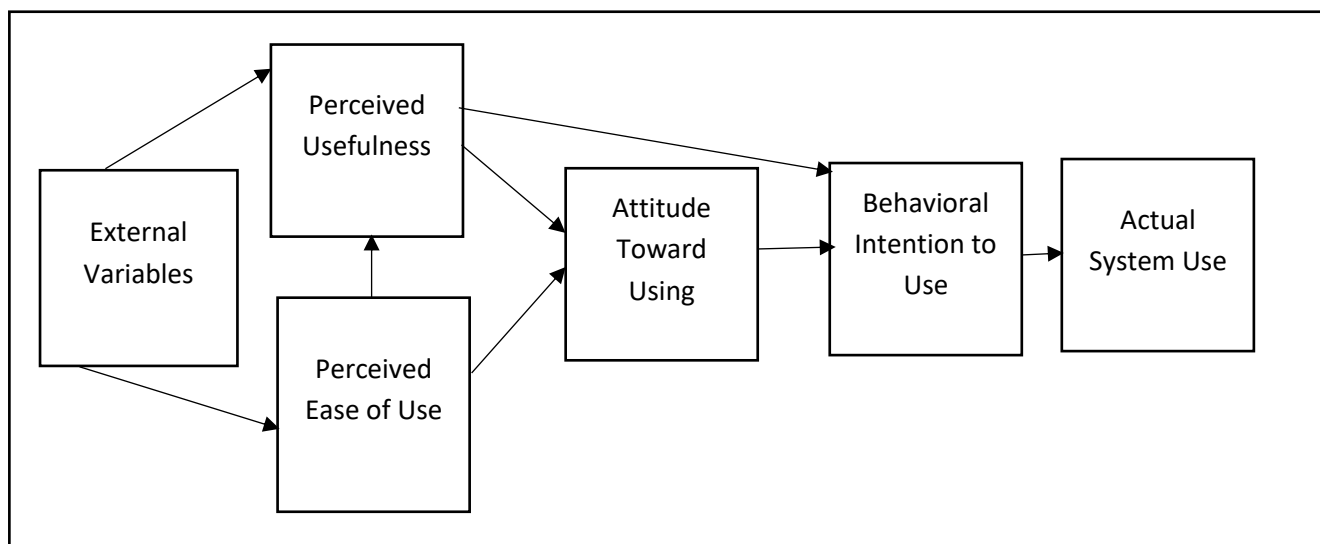 Perceived
Usefulness
External
Variables
Perceived
Ease of Use
Attitude
Toward
Using
Behavioral
Intention to
Use
Actual
System Use